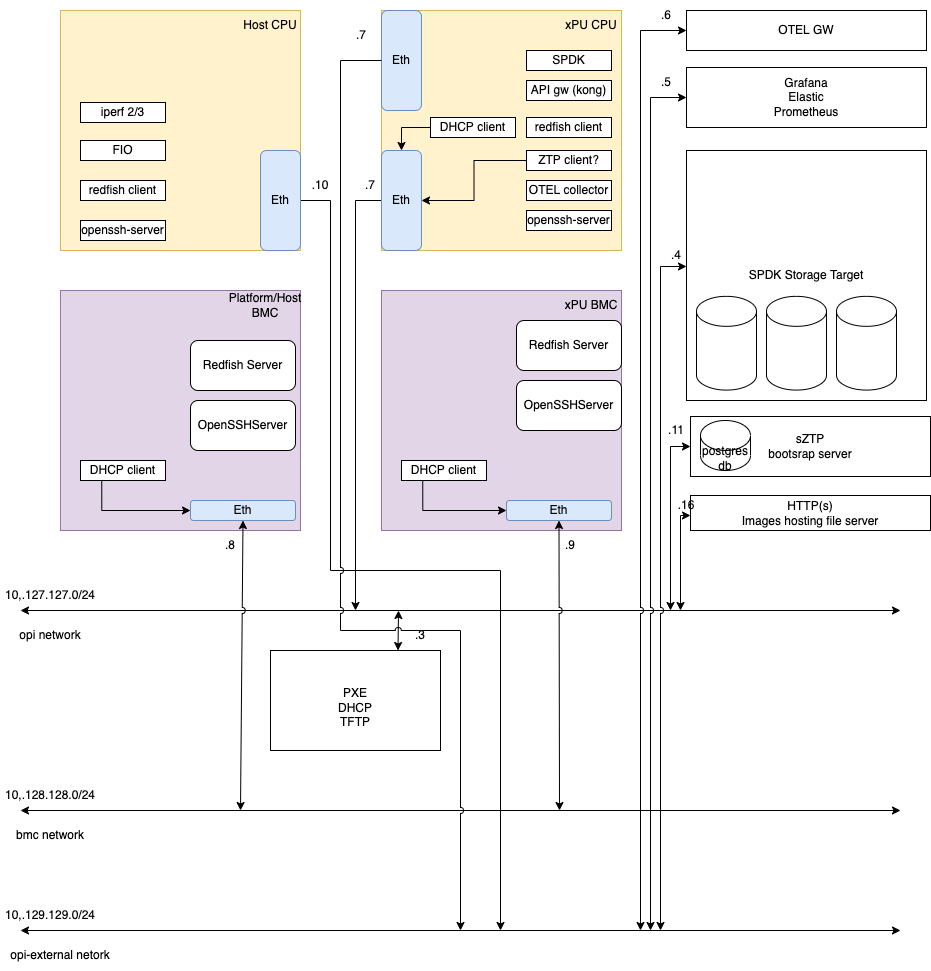 Host CPU
iperf 2/3
FIO
redfish client
openssh-server
Eth
.10
.7
xPU CPU
Eth
SPDK
API gw (kong)
DHCP client
redfish client
ZTP client?
.7
Eth
OTEL collector
openssh-server
.6
OTEL GW
.5
Grafana
Elastic
Prometheus
.4
SPDK Storage Target
Platform/Host
BMC
Redfish Server
OpenSSHServer
DHCP client
Eth
.8
xPU BMC
Redfish Server
OpenSSHServer
DHCP client
Eth
.9
.11
postgres
db
sZTP
bootsrap server
.16
HTTP(s)
Images hosting file server
10,.127.127.0/24
opi network
.3
PXE
DHCP
TFTP
10,.128.128.0/24
bmc network
10,.129.129.0/24
opi-external netork